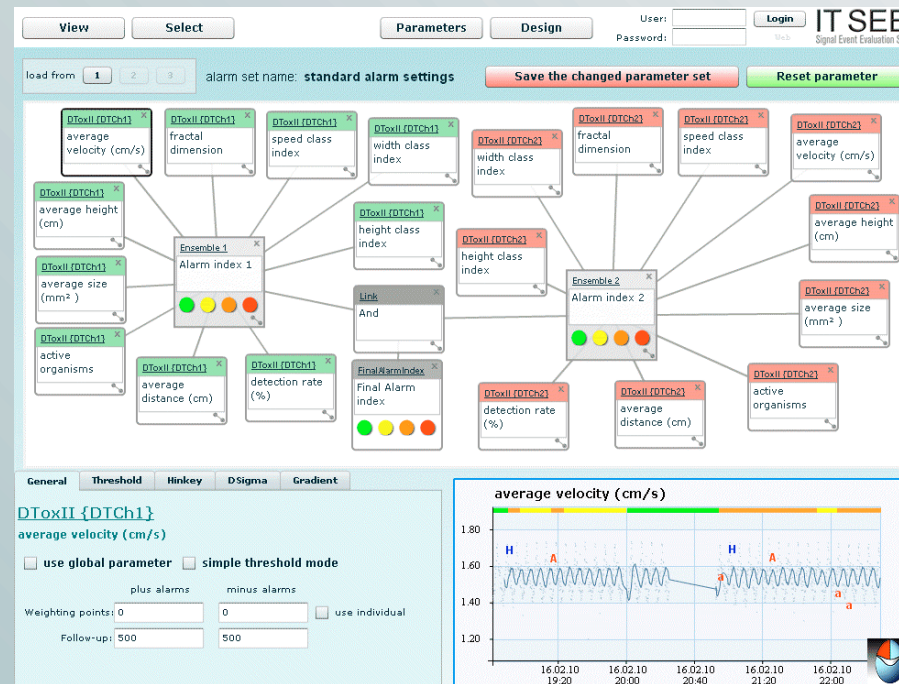 View
Select
Parameters
Design
User:
Password:
Login
Web
IT SEE
Signal Event Evaluation S
load from 1 2 3
alarm set name: standard alarm settings
Save the changed parameter set
Reset parameter
DToxII {DTCh1}
average
velocity (cm/s)
DToxII {DTCh1}
fractal
dimension
DToxII {DTCh1}
speed class
index
DToxII {DTCh1}
width class
index
DToxII {DTCh2}
width class
index
DToxII {DTCh2}
fractal
dimension
DToxII {DTCh2}
speed class
index
DToxII {DTCh2}
average
velocity (cm/s)
DToxII {DTCh1}
average height
(cm)
DToxII {DTCh1}
height class
index
DToxII {DTCh2}
average height
(cm)
Ensemble 1
Alarm index 1
DToxII {DTCh2}
height class
index
DToxII {DTCh1}
average size
(mm² )
Ensemble 2
Alarm index 2
Link
And
DToxII {DTCh2}
average size
(mm² )
DToxII {DTCh1}
active
organisms
DToxII {DTCh1}
average
distance (cm)
DToxII {DTCh1}
detection rate
(%)
FinalAlarmIndex
Final Alarm
index
DToxII {DTCh2}
detection rate
(%)
DToxII {DTCh2}
average
distance (cm)
DToxII {DTCh2}
active
organisms
General
Threshold
Hinkey
DSigma
Gradient
DToxII {DTCh1}
average velocity (cm/s)
use global parameter
simple threshold mode
plus alarms
minus alarms
Weighting points: 0 0 use individual
Follow-up: 500 500
average velocity (cm/s)
1.80
1.60
1.40
1.20
H A H A
a a
a
16.02.10 16.02.10 16.02.10 16.02.10 16.02.10
19:20 20:00 20:40 21:20 22:00